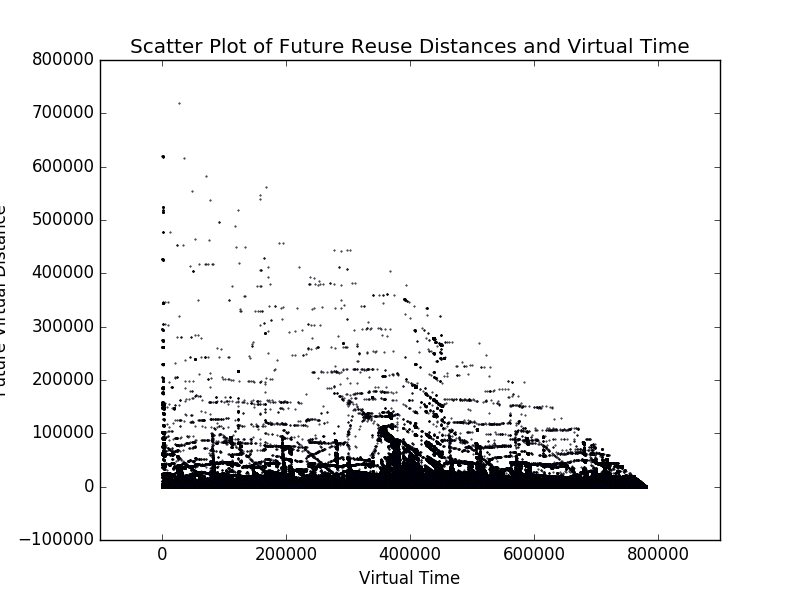 Scatter Plot of Future Reuse Distances and Virtual Time
800000
700000
600000
500000
400000
300000
200000
100000
0
−100000
Future Virtual Distance
0 200000 400000 600000 800000
Virtual Time